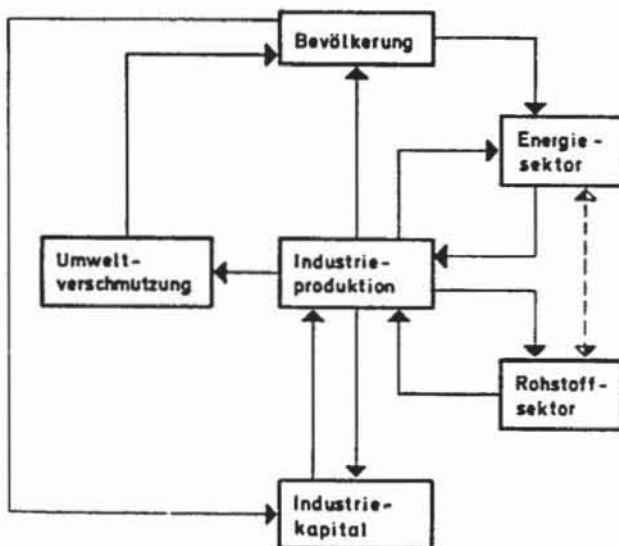 Bevölkerung
Energie-
sektor
Umwelt-
verschmutzung
Industrie-
produktion
Rohstoff-
sektor
Industrie-
kapital